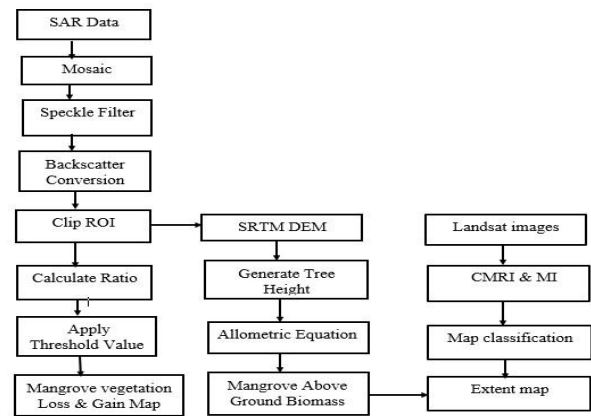 SAR Data
Mosaic
Speckle Filter
Backscatter
Conversion
Clip ROI
Calculate Ratio
Apply
Threshold Value
Mangrove vegetation
Loss & Gain Map
SRTM DEM
Generate Tree
Height
Allometric Equation
Mangrove Above
Ground Biomass
Landsat images
CMRI & MI
Map classification
Extent map